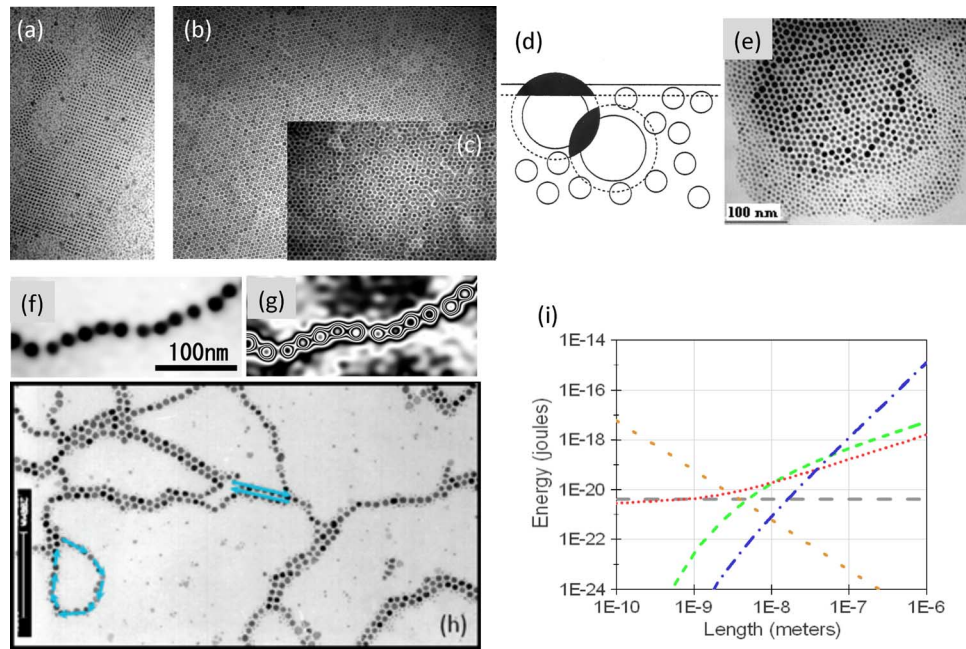 (a)
(b)
(c)
(d)
(e)
100 nm
(f)
100nm
(g)
(h)
(i)
1E-14
1E-16
1E-18
1E-20
1E-22
1E-24
Energy (joules)
1E-10
1E-9
1E-8
1E-7
1E-6
Length (meters)